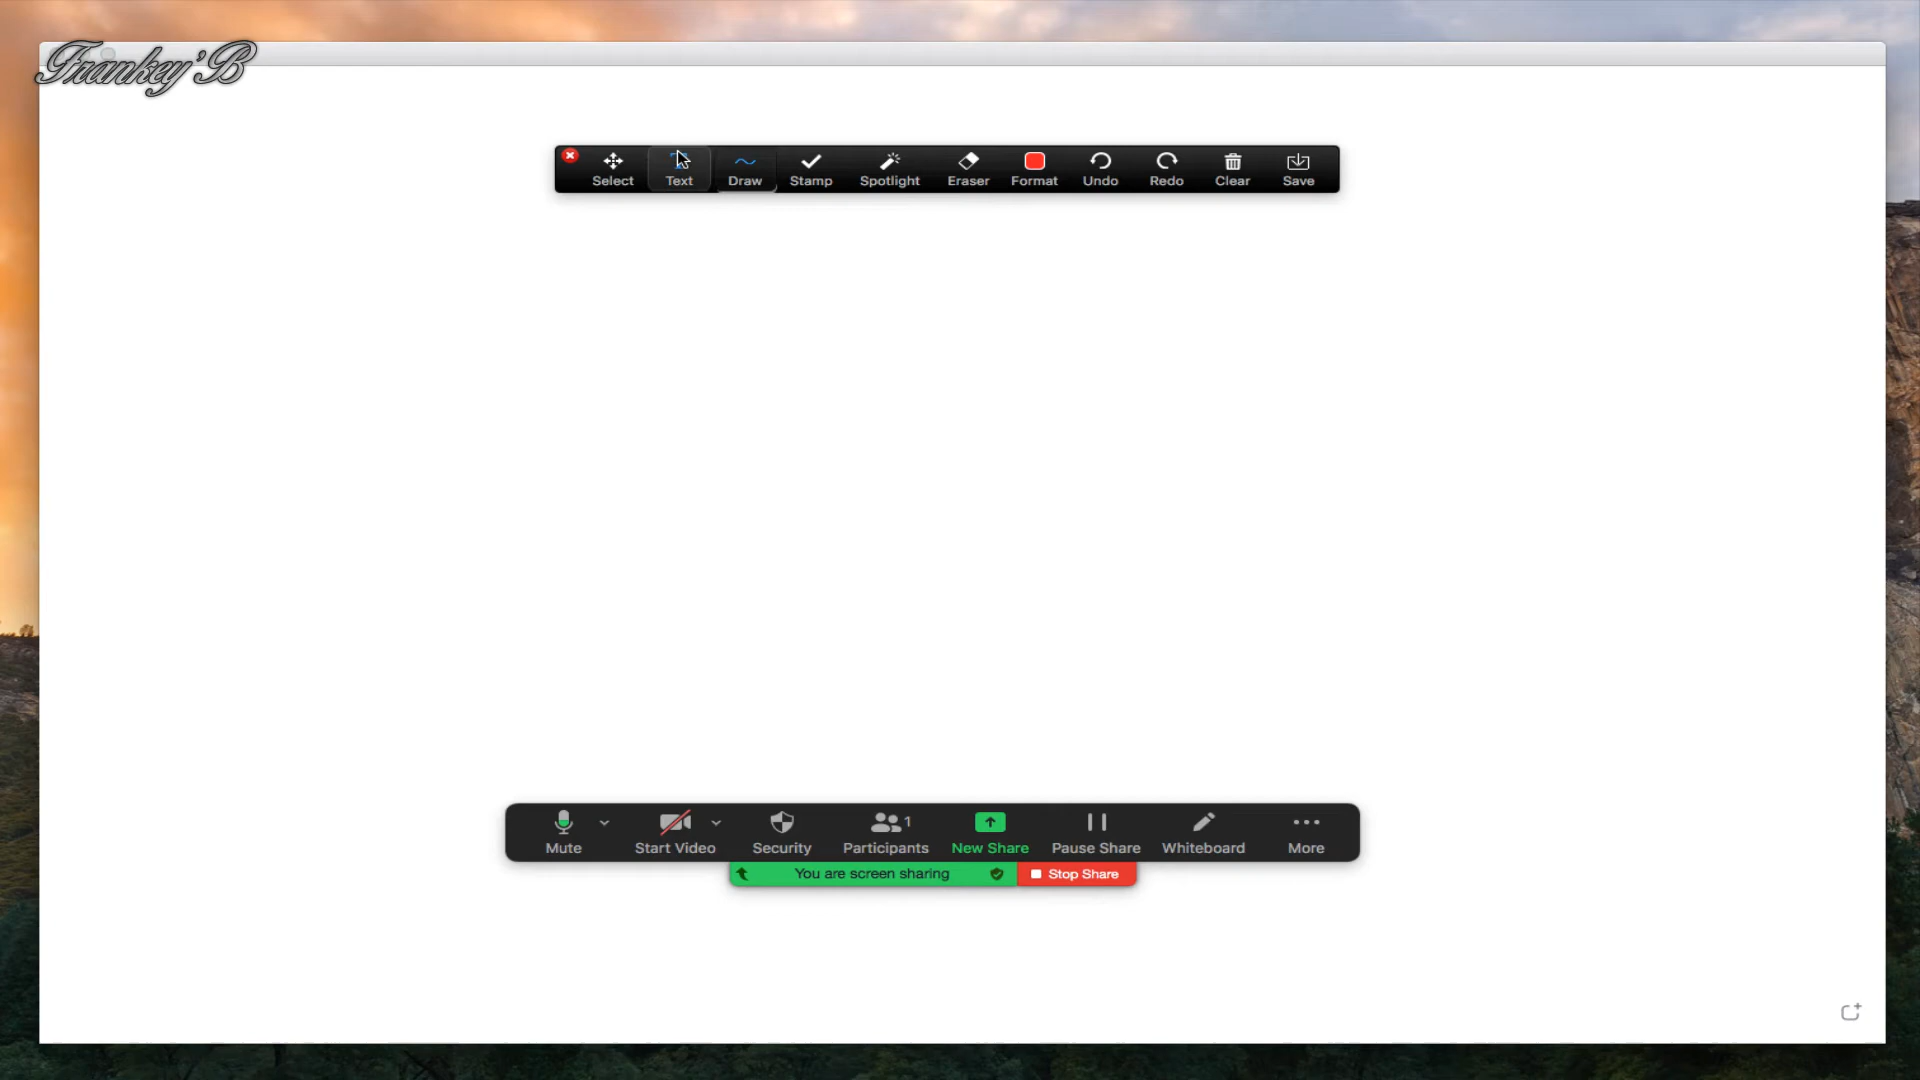 Frankey'B
Select Text Draw Stamp Spotlight Eraser Format Undo Redo Clear Save
1
Mute Start Video Security Participants New Share Pause Share Whiteboard More
You are screen sharing Stop Share